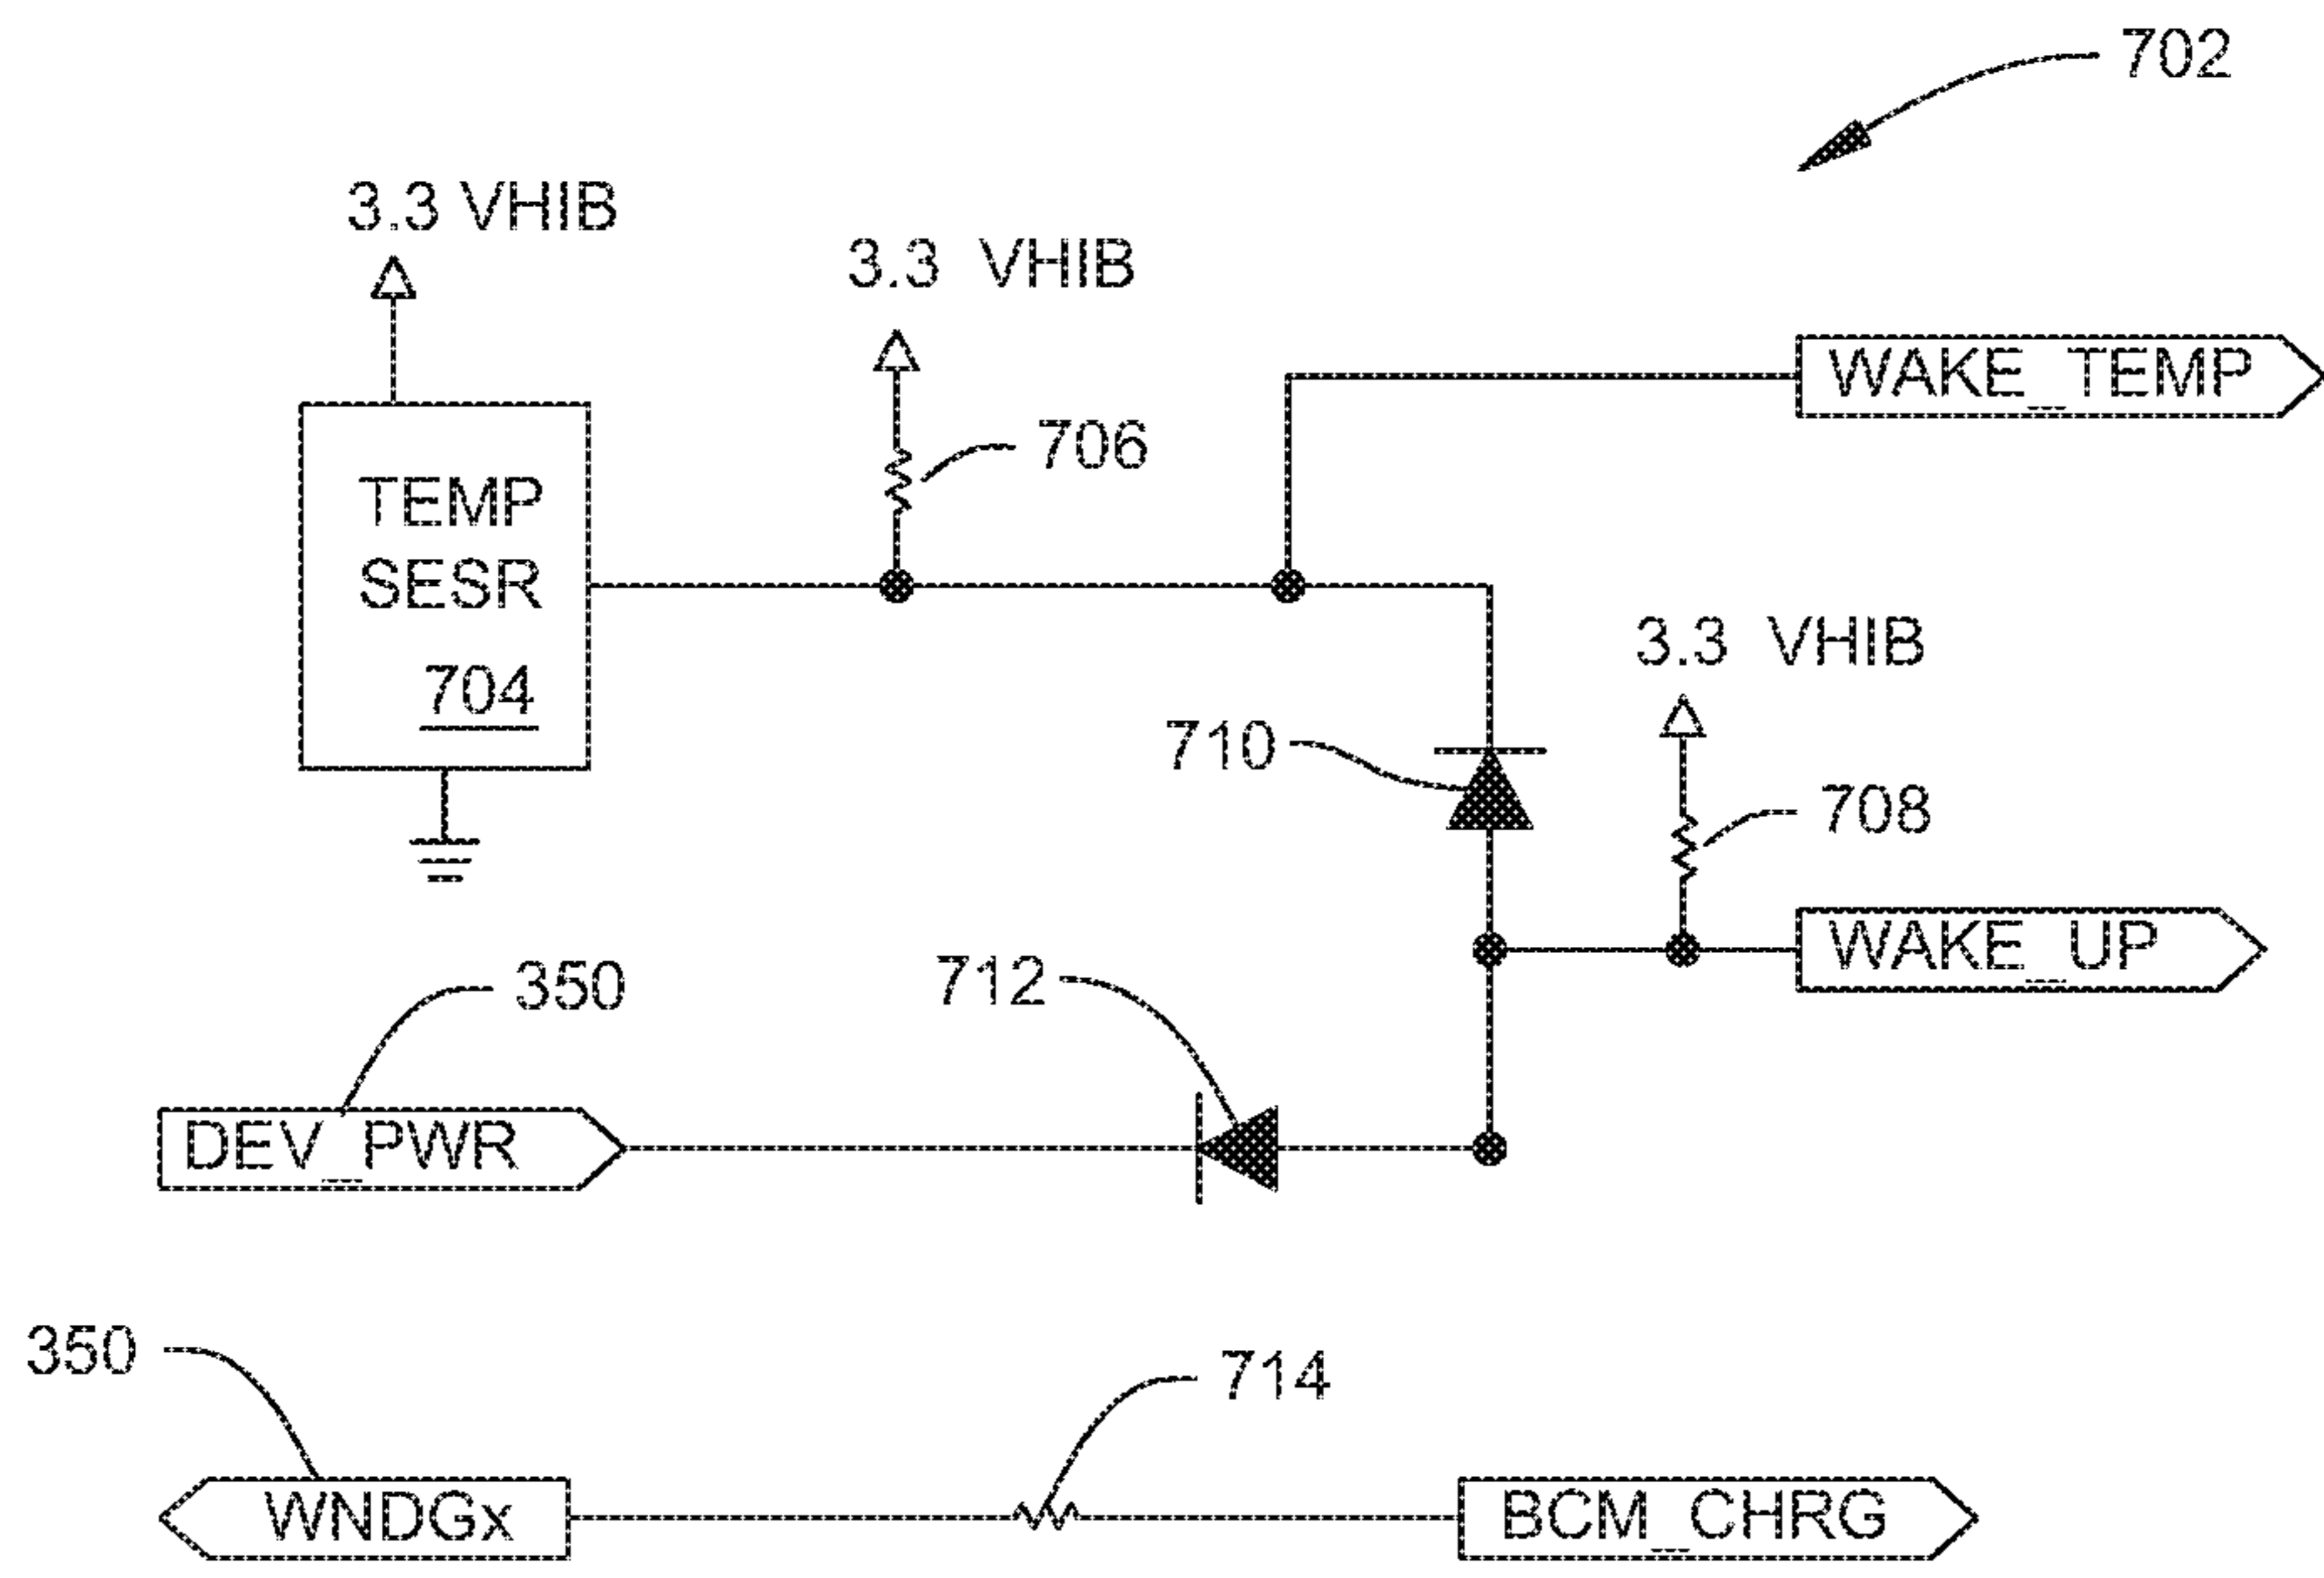 702
3.3 VHIB
3.3 VHIB
WAKE_TEMP
706
TEMP
SESR
704
3.3 VHIB
710
708
WAKE_UP
350
712
DEV_PWR
350
714
WNDGx
BCM_CHRG